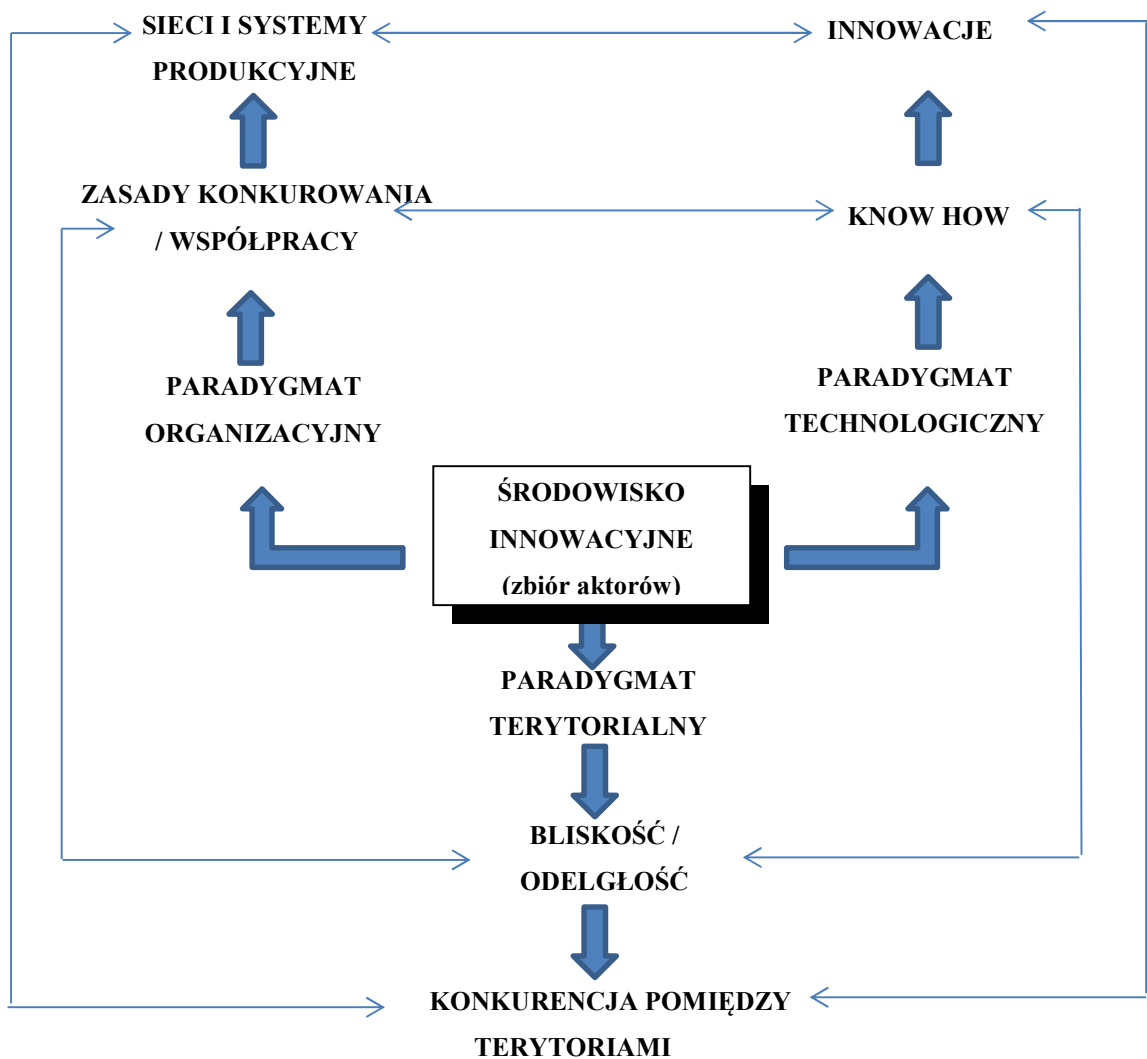 SIECI I SYSTEMY
PRODUKCYJNE
INNOWACJE
ZASADY KONKUROWANIA
/ WSPÓŁPRACY
KNOW HOW
PARADYGMAT
ORGANIZACYJNY
PARADYGMAT
TECHNOLOGICZNY
ŚRODOWISKO
INNOWACYJNE
(zbiór aktorów)
PARADYGMAT
TERYTORIALNY
BLISKOŚĆ /
ODELGŁOŚĆ
KONKURENCJA POMIĘDZY
TERYTORIAMI